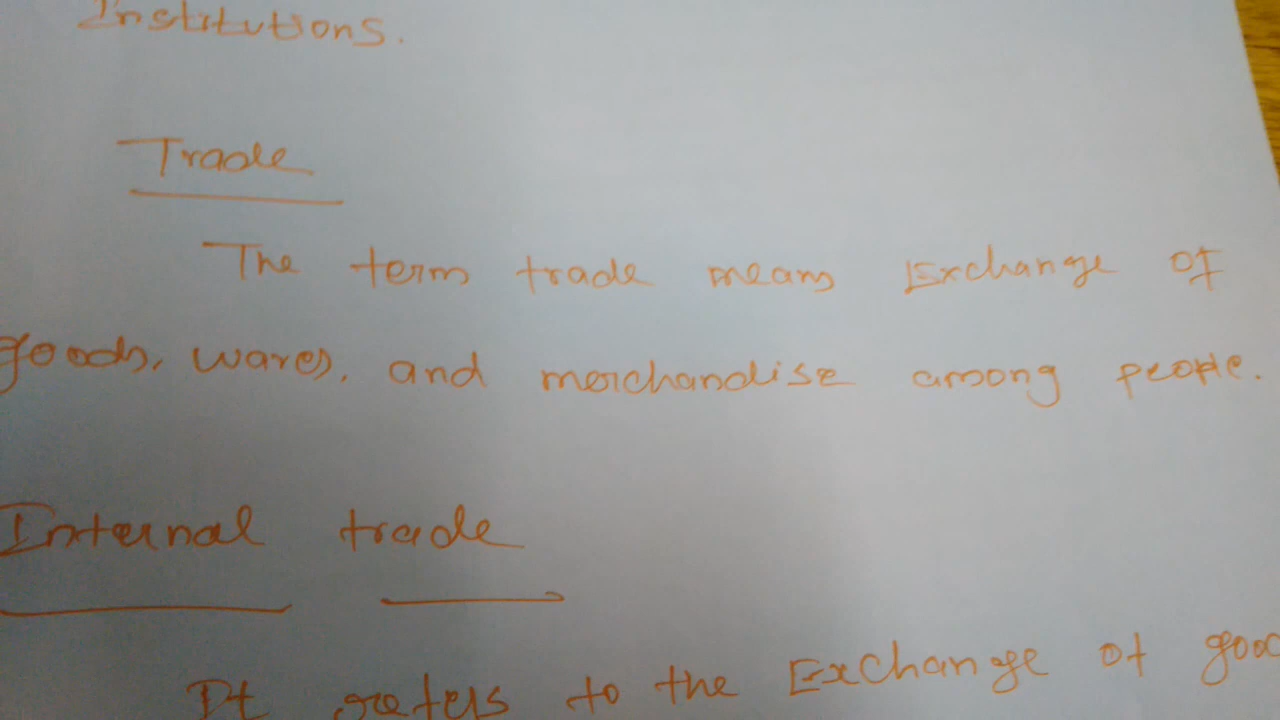 Institutions.
Trade
The term trade means Exchange of
goods, wares, and merchandise among people.
Internal trade
It refers to the Exchange of